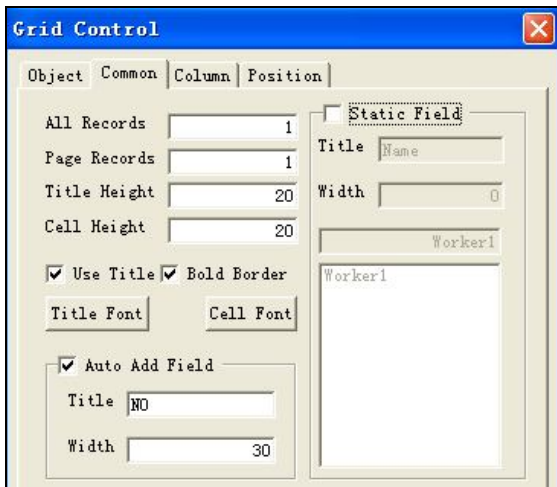 Grid Control
Object Common Column Position
All Records 1
Page Records 1
Title Height 20
Cell Height 20
Use Title Bold Border
Title Font Cell Font
Auto Add Field
Title NO
Width 30
Static Field
Title Name
Width 0
Worker1
Worker1